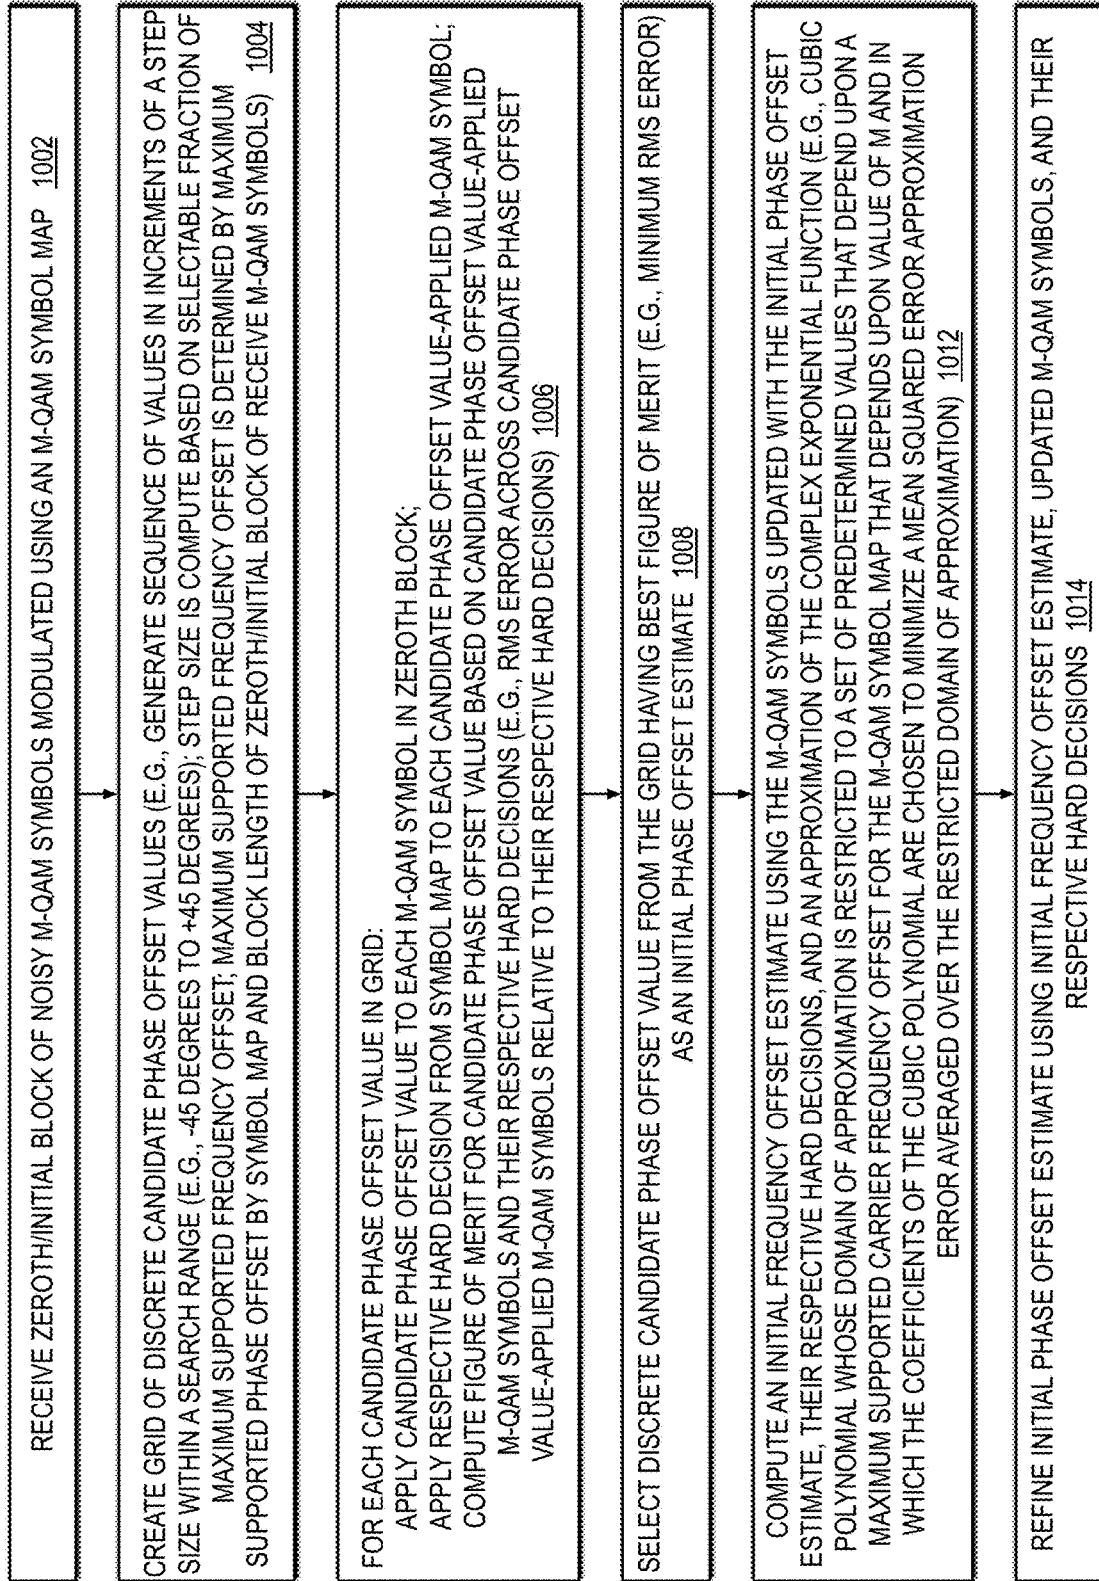 RECEIVE ZEROTH/INITIAL BLOCK OF NOISY M-QAM SYMBOLS MODULATED USING AN M-QAM SYMBOL MAP 1002
CREATE GRID OF DISCRETE CANDIDATE PHASE OFFSET VALUES (E.G., GENERATE SEQUENCE OF VALUES IN INCREMENTS OF A STEP
SIZE WITHIN A SEARCH RANGE (E.G., -45 DEGREES TO +45 DEGREES); STEP SIZE IS COMPUTE BASED ON SELECTABLE FRACTION OF
MAXIMUM SUPPORTED FREQUENCY OFFSET; MAXIMUM SUPPORTED FREQUENCY OFFSET IS DETERMINED BY MAXIMUM
SUPPORTED PHASE OFFSET BY SYMBOL MAP AND BLOCK LENGTH OF ZEROTH/INITIAL BLOCK OF RECEIVE M-QAM SYMBOLS) 1004
FOR EACH CANDIDATE PHASE OFFSET VALUE IN GRID:
APPLY CANDIDATE PHASE OFFSET VALUE TO EACH M-QAM SYMBOL IN ZEROTH BLOCK;
APPLY RESPECTIVE HARD DECISION FROM SYMBOL MAP TO EACH CANDIDATE PHASE OFFSET VALUE-APPLIED M-QAM SYMBOL;
COMPUTE FIGURE OF MERIT FOR CANDIDATE PHASE OFFSET VALUE BASED ON CANDIDATE PHASE OFFSET VALUE-APPLIED
M-QAM SYMBOLS AND THEIR RESPECTIVE HARD DECISIONS (E.G., RMS ERROR ACROSS CANDIDATE PHASE OFFSET
VALUE-APPLIED M-QAM SYMBOLS RELATIVE TO THEIR RESPECTIVE HARD DECISIONS) 1006
SELECT DISCRETE CANDIDATE PHASE OFFSET VALUE FROM THE GRID HAVING BEST FIGURE OF MERIT (E.G., MINIMUM RMS ERROR)
AS AN INITIAL PHASE OFFSET ESTIMATE 1008
COMPUTE AN INITIAL FREQUENCY OFFSET ESTIMATE USING THE M-QAM SYMBOLS UPDATED WITH THE INITIAL PHASE OFFSET
ESTIMATE, THEIR RESPECTIVE HARD DECISIONS, AND AN APPROXIMATION OF THE COMPLEX EXPONENTIAL FUNCTION (E.G., CUBIC
POLYNOMIAL WHOSE DOMAIN OF APPROXIMATION IS RESTRICTED TO A SET OF PREDETERMINED VALUES THAT DEPEND UPON A
MAXIMUM SUPPORTED CARRIER FREQUENCY OFFSET FOR THE M-QAM SYMBOL MAP THAT DEPENDS UPON VALUE OF M AND IN
WHICH THE COEFFICIENTS OF THE CUBIC POLYNOMIAL ARE CHOSEN TO MINIMIZE A MEAN SQUARED ERROR APPROXIMATION
ERROR AVERAGED OVER THE RESTRICTED DOMAIN OF APPROXIMATION) 1012
REFINE INITIAL PHASE OFFSET ESTIMATE USING INITIAL FREQUENCY OFFSET ESTIMATE, UPDATED M-QAM SYMBOLS, AND THEIR
RESPECTIVE HARD DECISIONS 1014